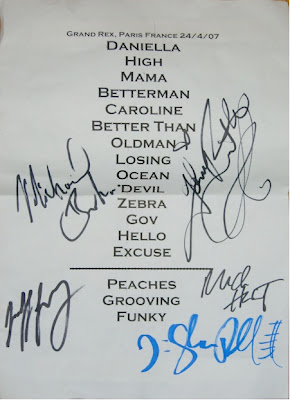 GRAND REX, PARIS FRANCE 24/4/07
DANIELLA
HIGH
MAMA
BETTERMAN
CAROLINE
BETTER THAN
OLDMAN
LOSING
OCEAN
DEVIL
ZEBRA
GOV
HELLO
EXCUSE
PEACHES
GROOVING
FUNKY